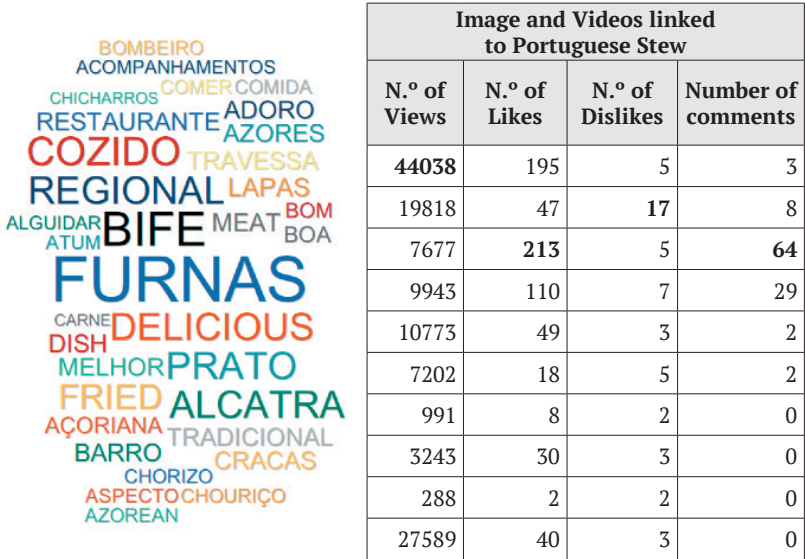 BOMBEIRO
ACOMPANHAMENTOS
COMER COMIDA
CHICHARROS
ADORO
RESTAURANTE
AZORES
COZIDO TRAVESSA
REGIONAL LAPAS
ALGUIDAR BIFE MEAT BOM
ATUM BOA
FURNAS
CARNE DELICIOUS
DISH
MELHOR PRATO
FRIED ALCATRA
AÇORIANA TRADICIONAL
BARRO CRACAS
CHORIZO
ASPECTO CHOURIÇO
AZOREAN
Image and Videos linked
to Portuguese Stew
N.º of Views N.º of Likes N.º of Dislikes Number of comments
44038 195 5 3
19818 47 17 8
7677 213 5 64
9943 110 7 29
10773 49 3 2
7202 18 5 2
991 8 2 0
3243 30 3 0
288 2 2 0
27589 40 3 0